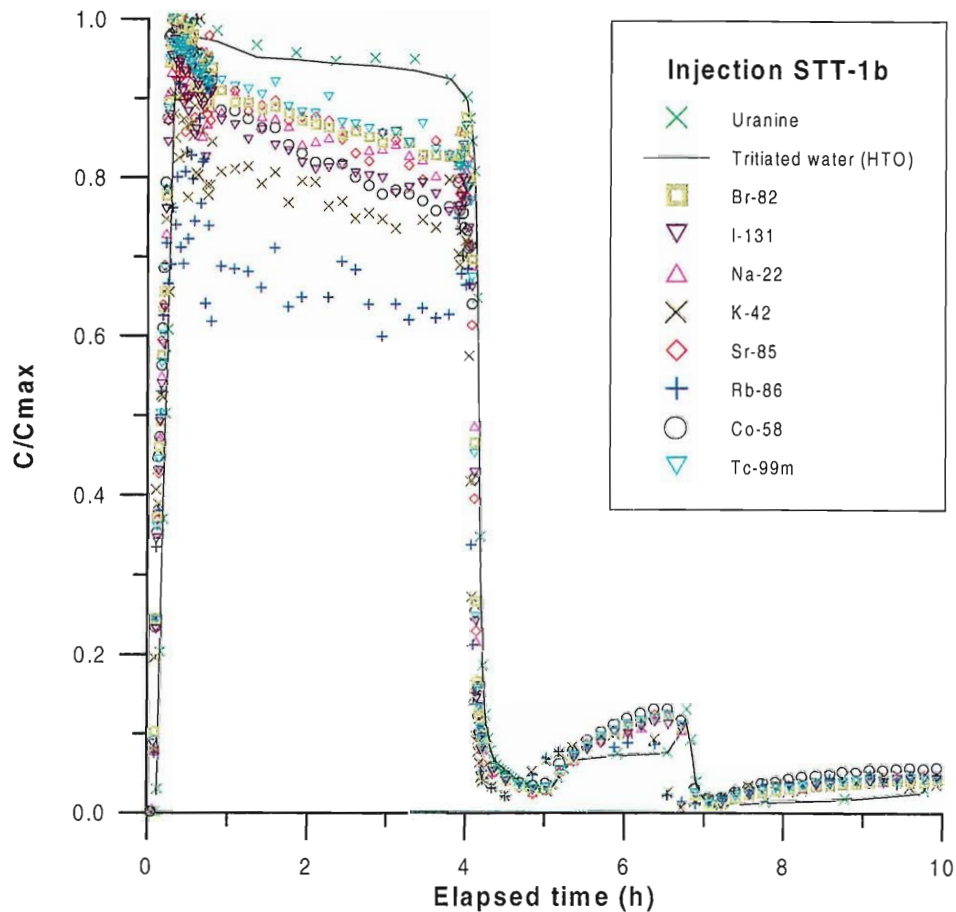 1.0
0.8
0.6
0.4
0.2
0.0
C/Cmax
Injection STT-1b
Uranine
Tritiated water (HTO)
Br-82
I-131
Na-22
K-42
Sr-85
Rb-86
Co-58
Tc-99m
0 2 4 6 8 10
Elapsed time (h)